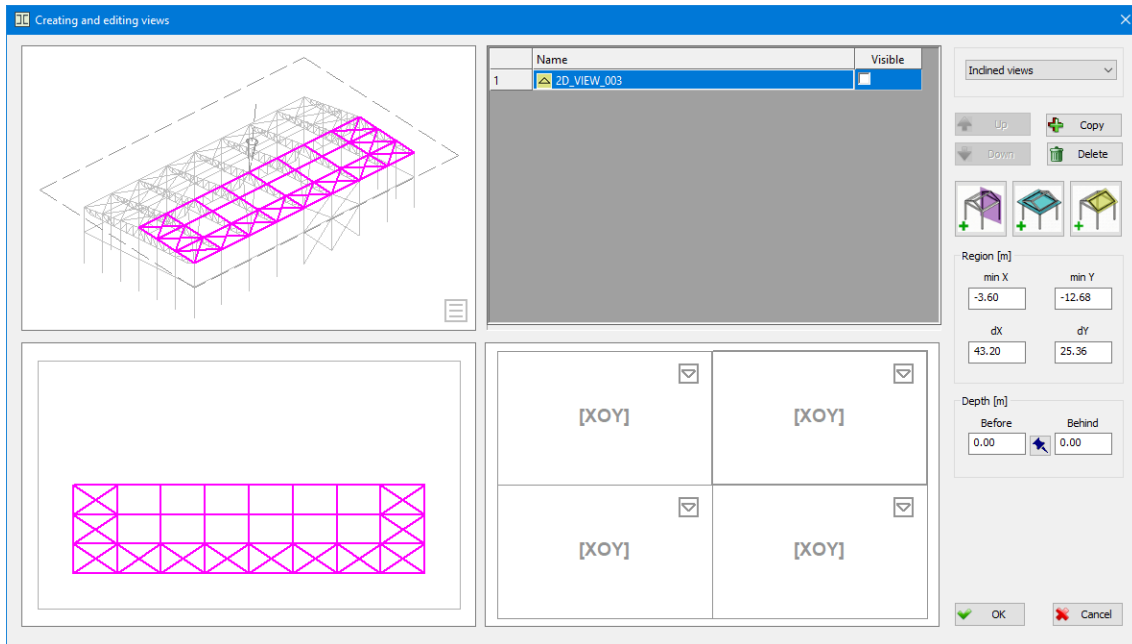 Creating and editing views
Name Visible
1 2D_VIEW_003
Inclined views
Up Copy
Down Delete
Region [m]
min X min Y
-3.60 -12.68
dX dY
43.20 25.36
Depth [m]
Before Behind
0.00 0.00
[XOY] [XOY]
[XOY] [XOY]
OK Cancel